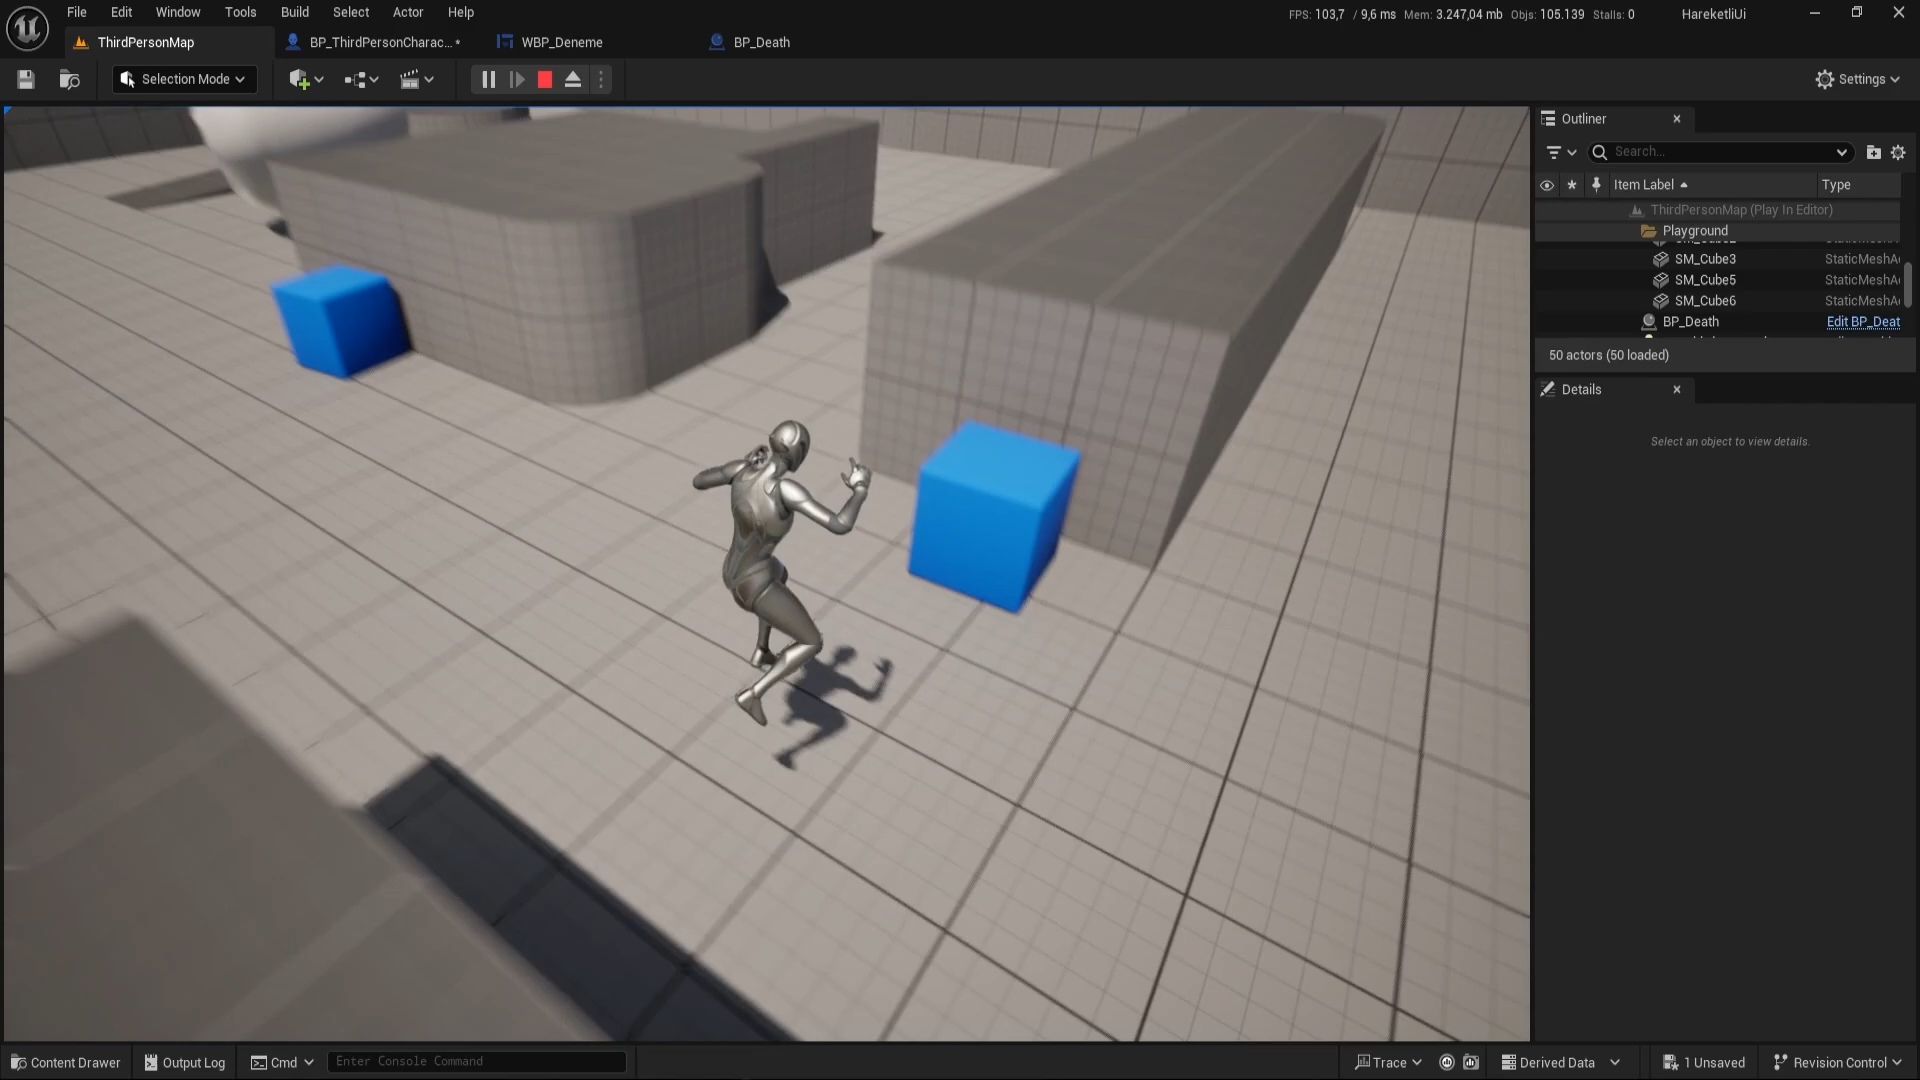 File Edit Window Tools Build Select Actor Help
FPS: 103,7 / 9,6 ms Mem: 3.247,04 mb Objs: 105.139 Stalls: 0 HareketliUi
ThirdPersonMap BP_ThirdPersonCharac... * WBP_Deneme BP_Death
Selection Mode Settings
Outliner
Search...
Item Label Type
ThirdPersonMap (Play In Editor)
Playground
SM_Cube3 StaticMeshA
SM_Cube5 StaticMeshA
SM_Cube6 StaticMeshA
BP_Death Edit BP_Deat
50 actors (50 loaded)
Details
Select an object to view details.
Content Drawer Output Log Cmd Enter Console Command Trace Derived Data 1 Unsaved Revision Control